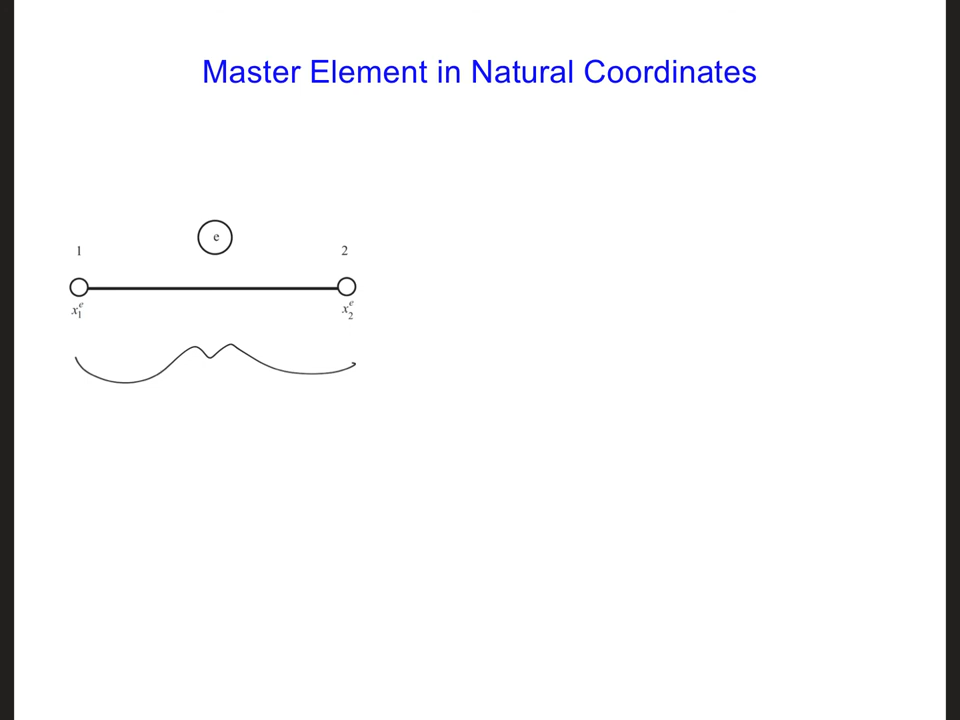 Master Element in Natural Coordinates
e
1 2
x₁ᵉ x₂ᵉ